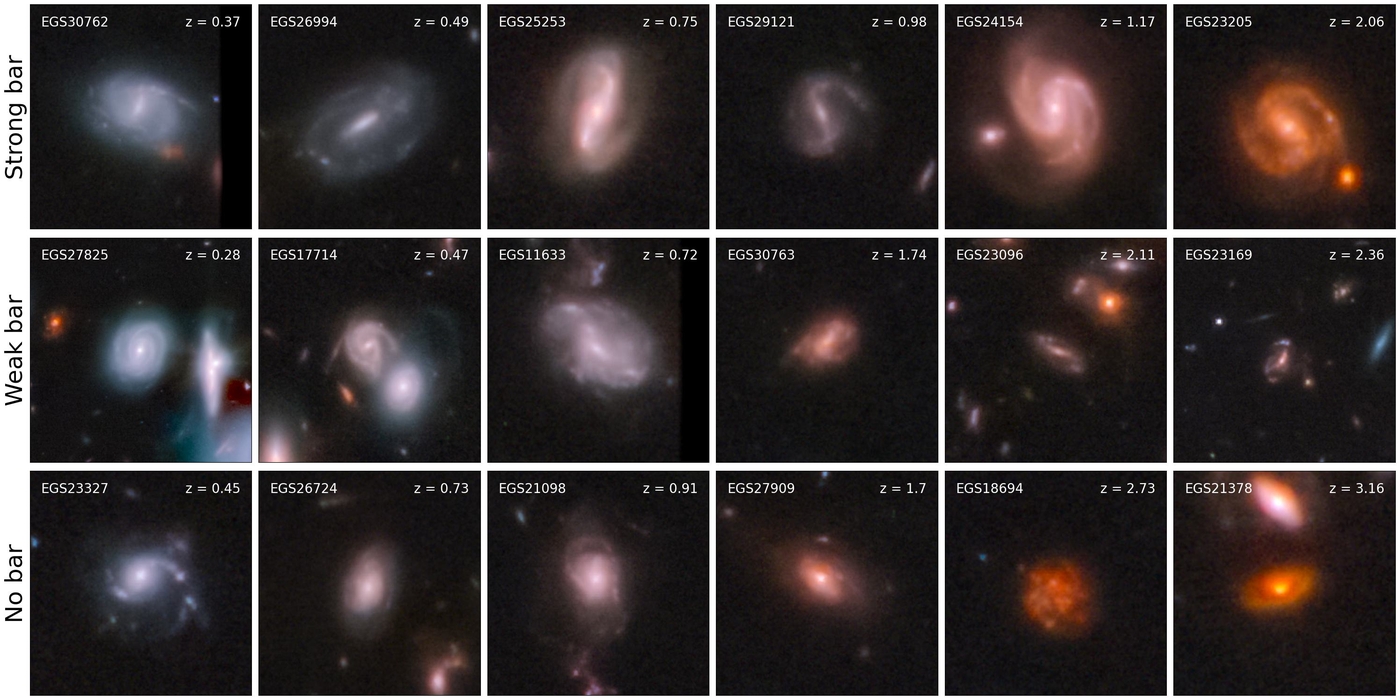 Strong bar
EGS30762 z = 0.37
EGS26994 z = 0.49
EGS25253 z = 0.75
EGS29121 z = 0.98
EGS24154 z = 1.17
EGS23205 z = 2.06
Weak bar
EGS27825 z = 0.28
EGS17714 z = 0.47
EGS11633 z = 0.72
EGS30763 z = 1.74
EGS23096 z = 2.11
EGS23169 z = 2.36
No bar
EGS23327 z = 0.45
EGS26724 z = 0.73
EGS21098 z = 0.91
EGS27909 z = 1.7
EGS18694 z = 2.73
EGS21378 z = 3.16